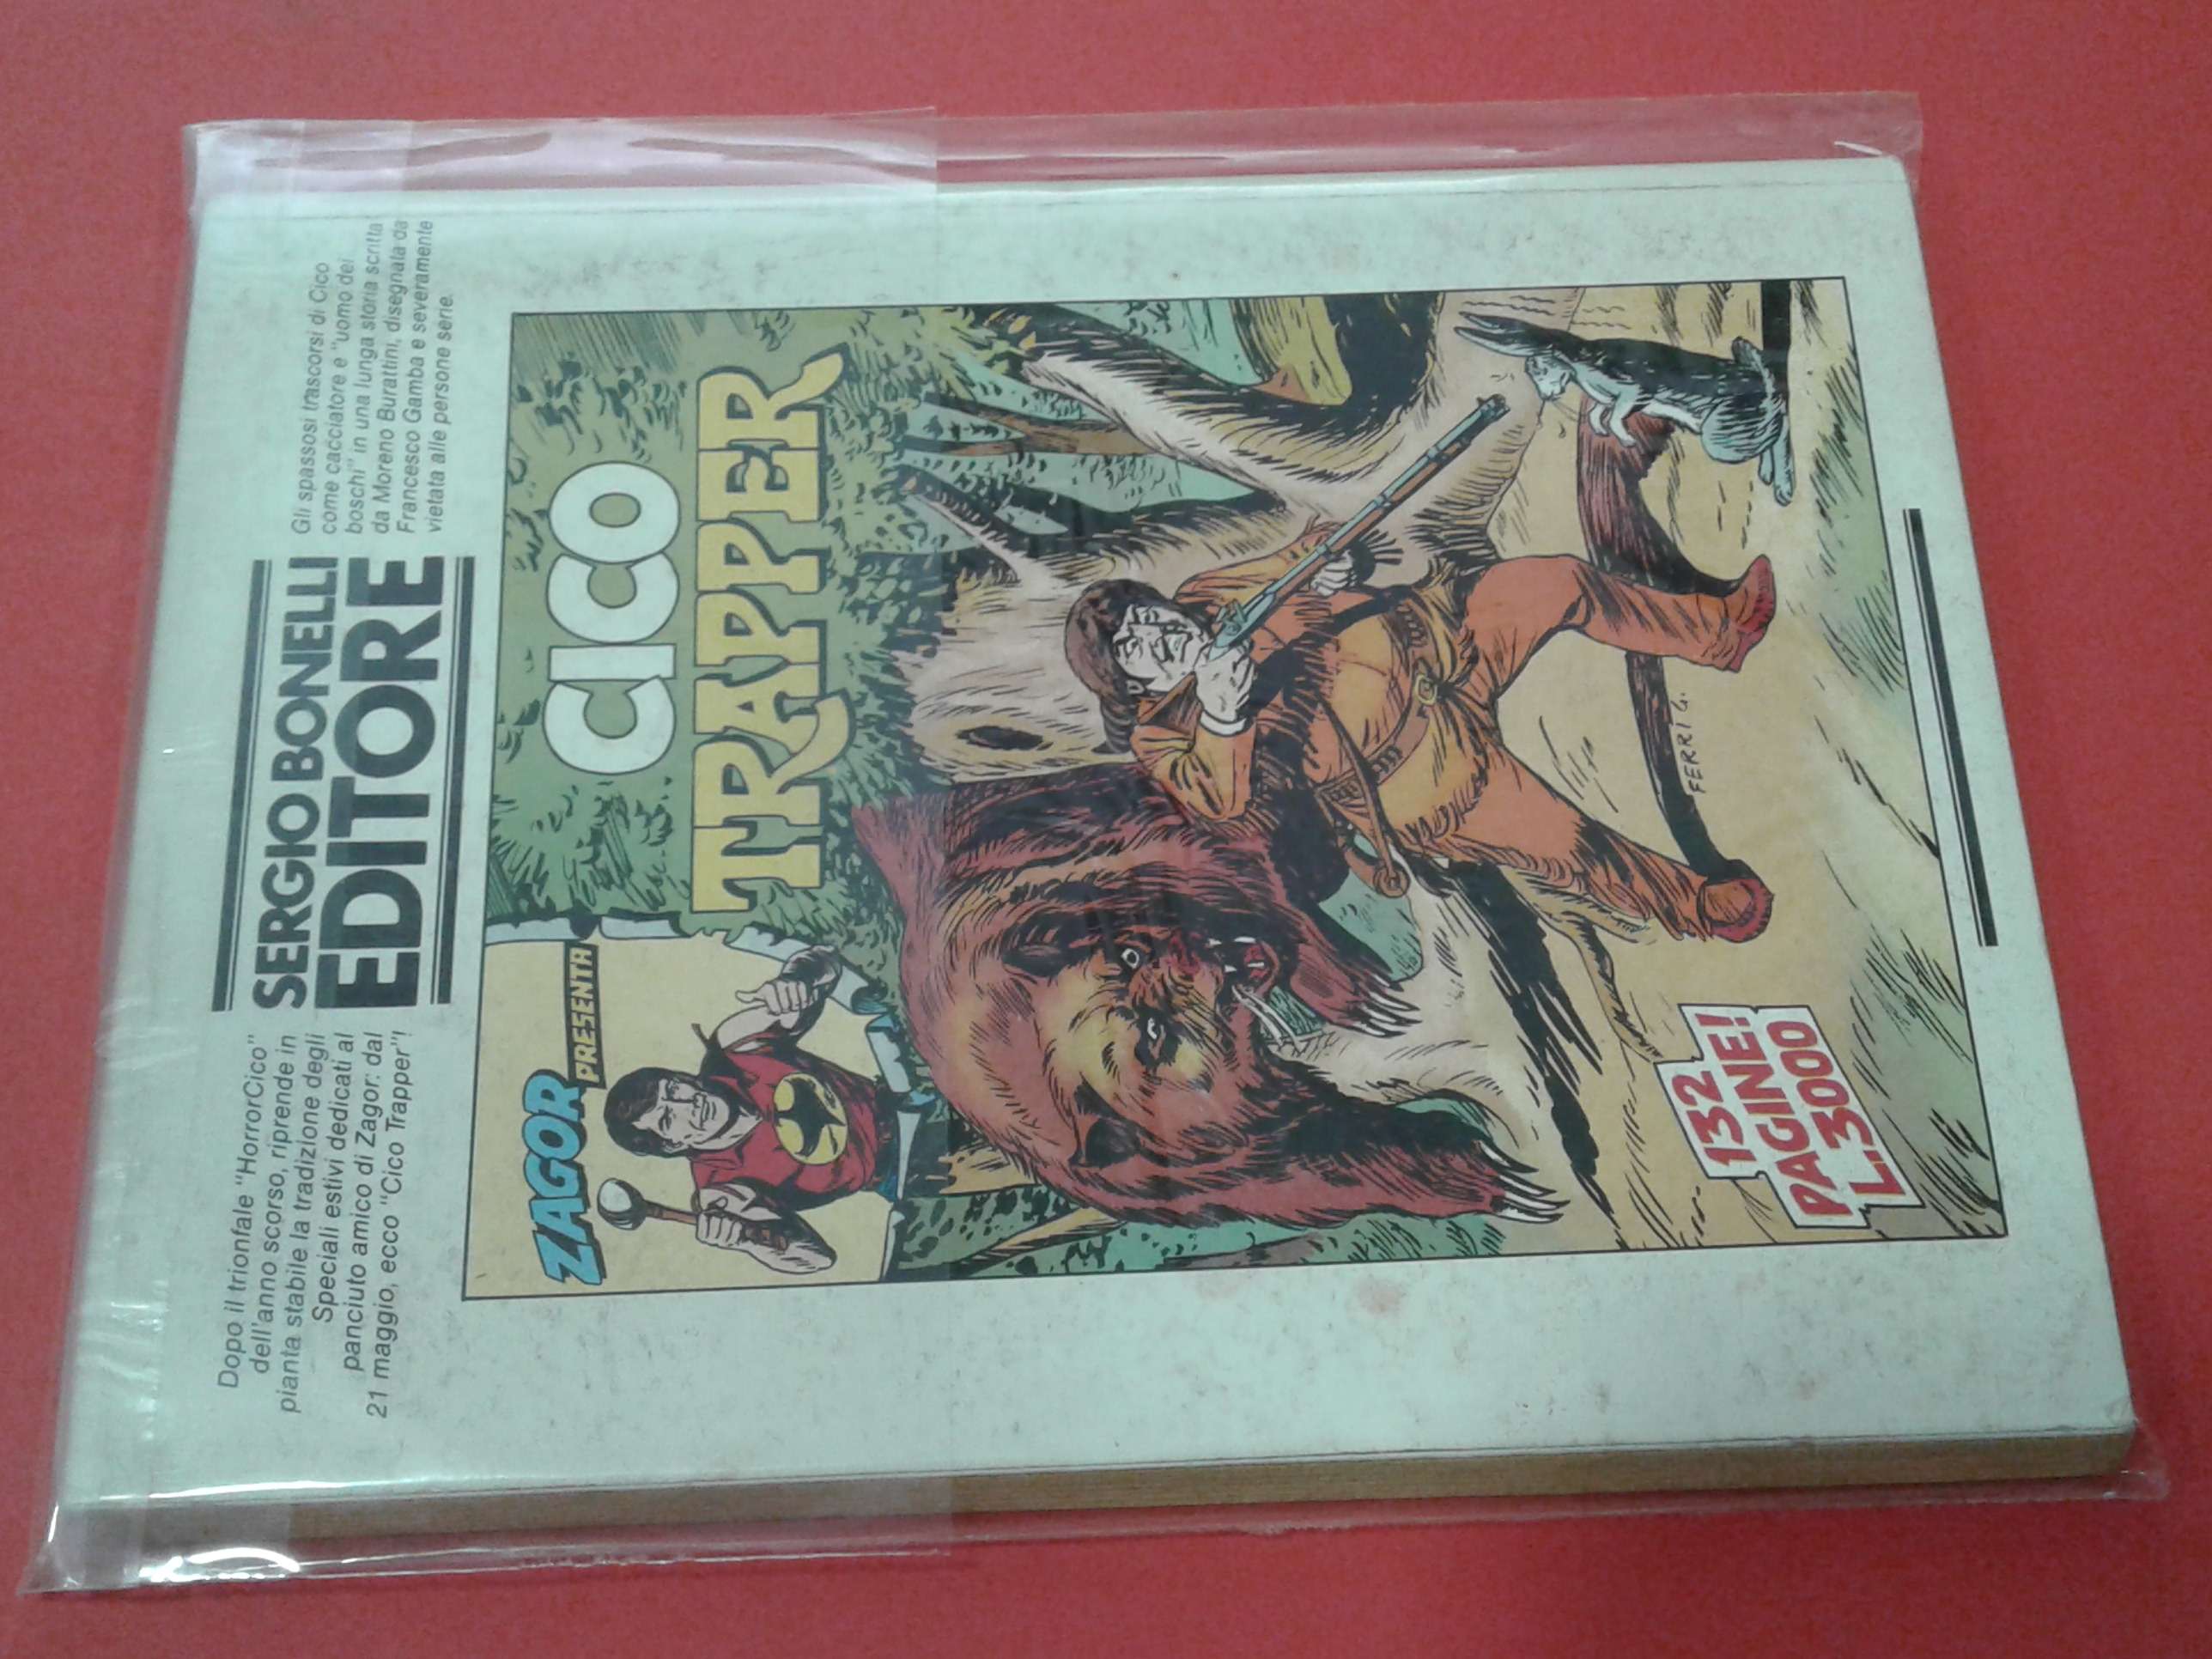 Dopo il trionfale "HorrorCico"
dell'anno scorso, riprende in
pianta stabile la tradizione degli
Speciali estivi dedicati al
panciuto amico di Zagor: dal
21 maggio, ecco "Cico Trapper"!
SERGIO BONELLI
EDITORE
Gli spassosi trascorsi di Cico
come cacciatore e "uomo dei
boschi" in una lunga storia scritta
da Moreno Burattini, disegnata da
Francesco Gamba e severamente
vietata alle persone serie.
ZAGOR
PRESENTA
CICO
TRAPPER
FERRI G.
132
PAGINE!
L.3000